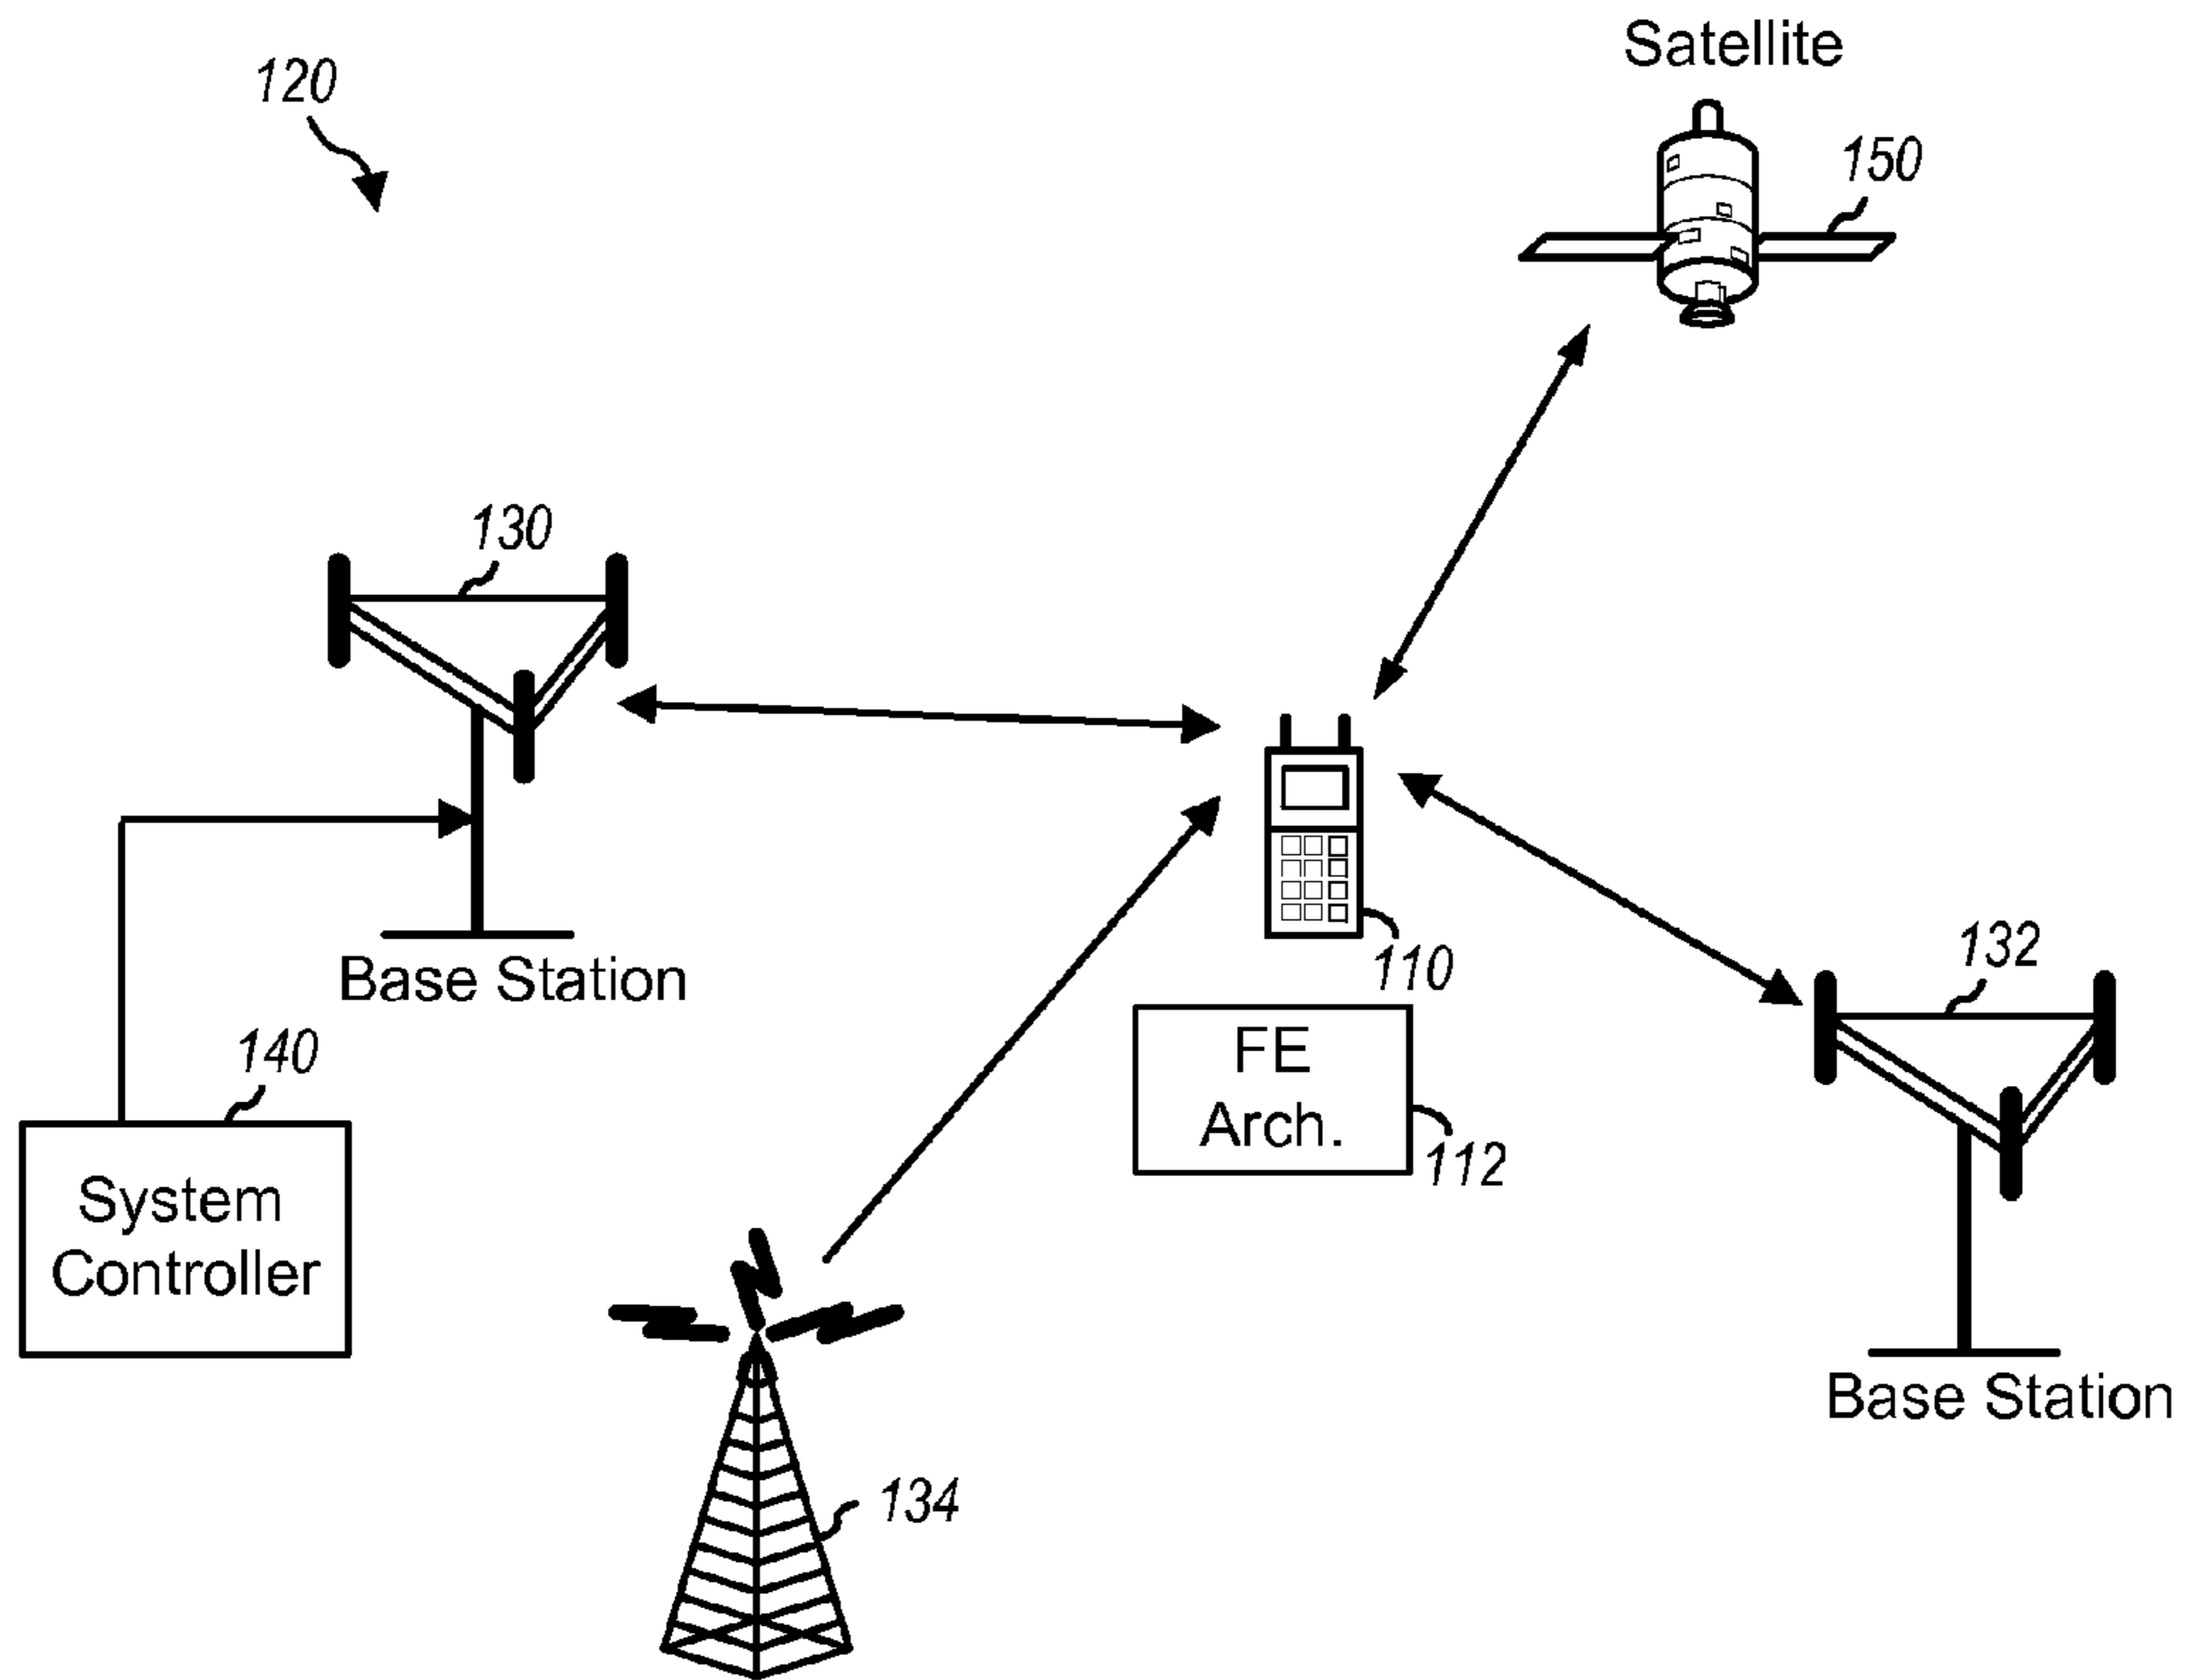 120
Satellite
150
130
Base Station
110
132
FE
Arch.
112
140
System
Controller
Base Station
134